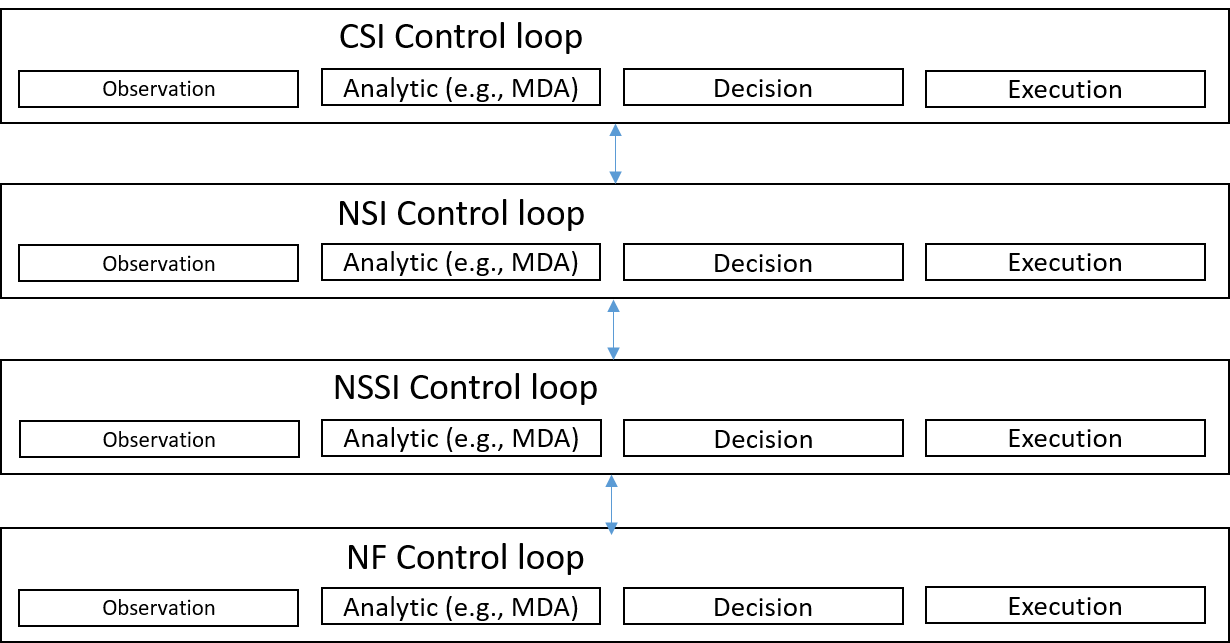 CSI Control loop
Observation
Analytic (e.g., MDA)
Decision
Execution
NSI Control loop
Observation
Analytic (e.g., MDA)
Decision
Execution
NSSI Control loop
Observation
Analytic (e.g., MDA)
Decision
Execution
NF Control loop
Observation
Analytic (e.g., MDA)
Decision
Execution